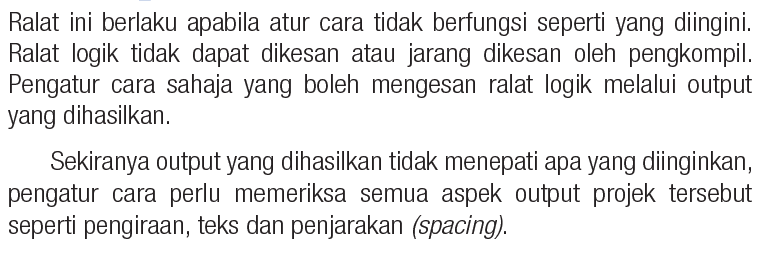 Ralat ini berlaku apabila atur cara tidak berfungsi seperti yang diingini.
Ralat logik tidak dapat dikesan atau jarang dikesan oleh pengkompil.
Pengatur cara sahaja yang boleh mengesan ralat logik melalui output
yang dihasilkan.
Sekiranya output yang dihasilkan tidak menepati apa yang diinginkan,
pengatur cara perlu memeriksa semua aspek output projek tersebut
seperti pengiraan, teks dan penjarakan (spacing).